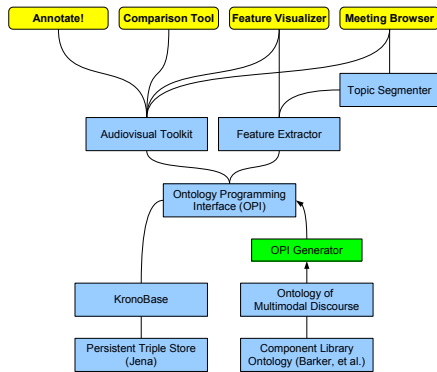 Annotate!
Comparison Tool
Feature Visualizer
Meeting Browser
Topic Segmenter
Audiovisual Toolkit
Feature Extractor
Ontology Programming
Interface (OPI)
OPI Generator
KronoBase
Ontology of
Multimodal Discourse
Persistent Triple Store
(Jena)
Component Library
Ontology (Barker, et al.)